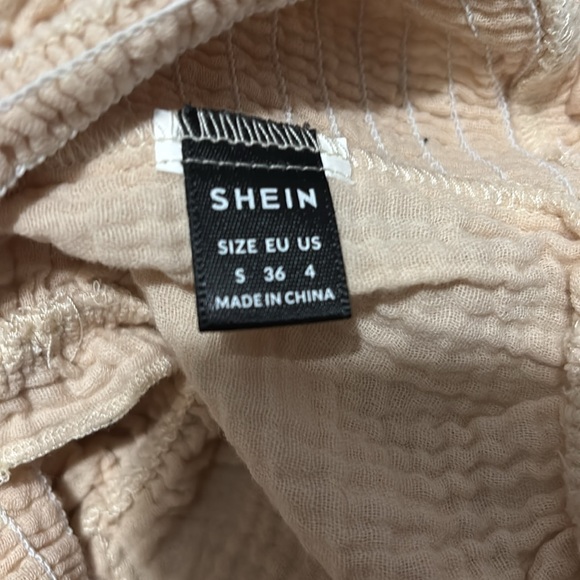 SHEIN
SIZE EU US
S 36 4
MADE IN CHINA